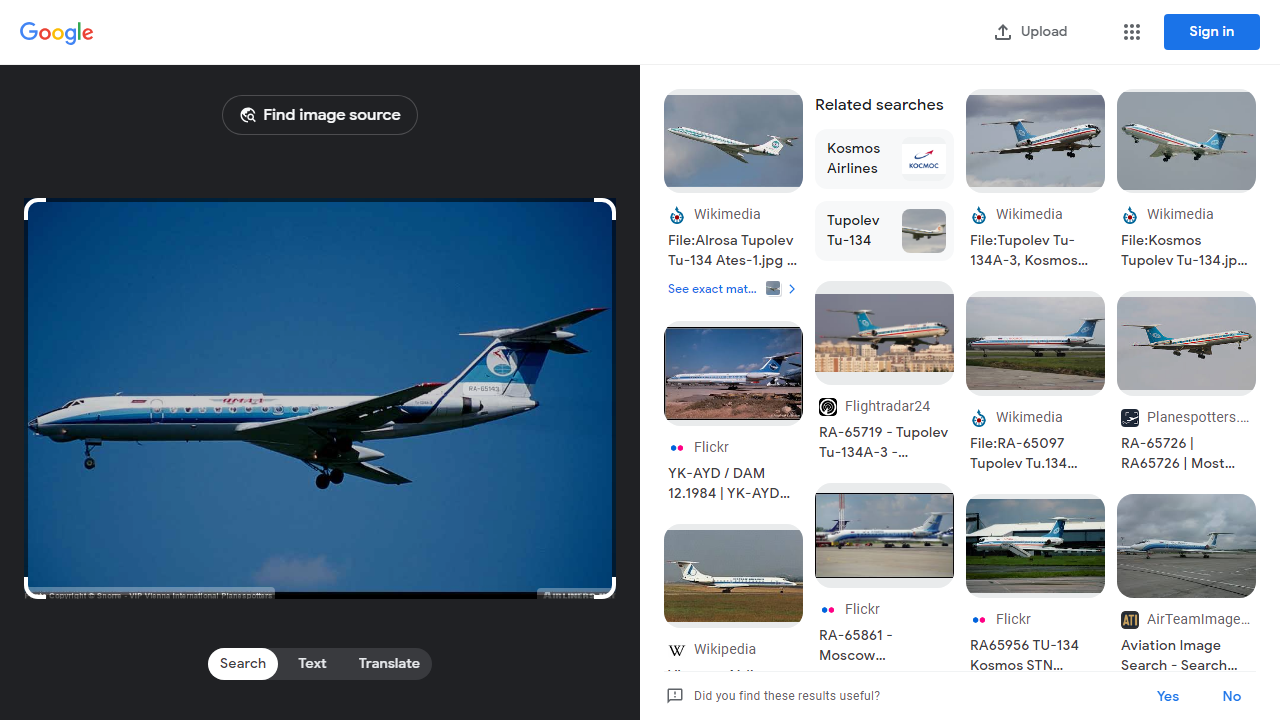 Google
Upload
Sign in
Find image source
RA-65143
Copyright © Snorre - VIP Vienna International Planespotters
Search
Text
Translate
Wikimedia
File:Alrosa Tupolev
Tu-134 Ates-1.jpg ...
See exact mat...
Flickr
YK-AYD / DAM
12.1984 | YK-AYD...
Wikipedia
Related searches
Kosmos
Airlines
КОСМОС
Tupolev
Tu-134
Flightradar24
RA-65719 - Tupolev
Tu-134A-3 -...
Flickr
RA-65861 -
Moscow...
Wikimedia
File:Tupolev Tu-
134A-3, Kosmos...
Wikimedia
File:RA-65097
Tupolev Tu.134...
Flickr
RA65956 TU-134
Kosmos STN...
Wikimedia
File:Kosmos
Tupolev Tu-134.jp...
Planespotters....
RA-65726 |
RA65726 | Most...
ATI
AirTeamImage...
Aviation Image
Search - Search...
Did you find these results useful?
Yes
No